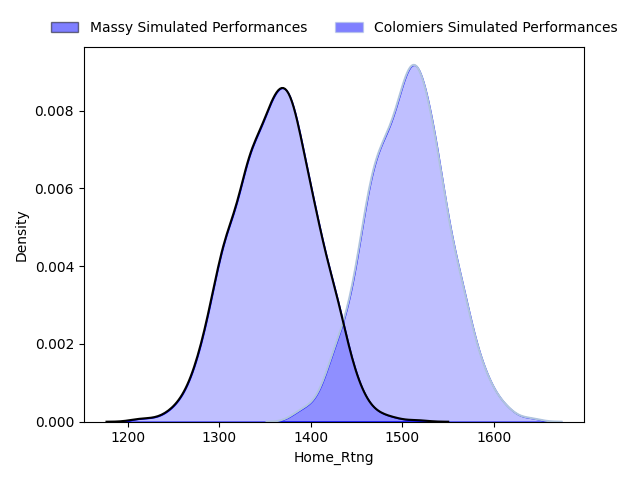 Massy Simulated Performances
Colomiers Simulated Performances
0.008
0.006
0.004
0.002
0.000
Density
1200 1300 1400 1500 1600
Home_Rtng